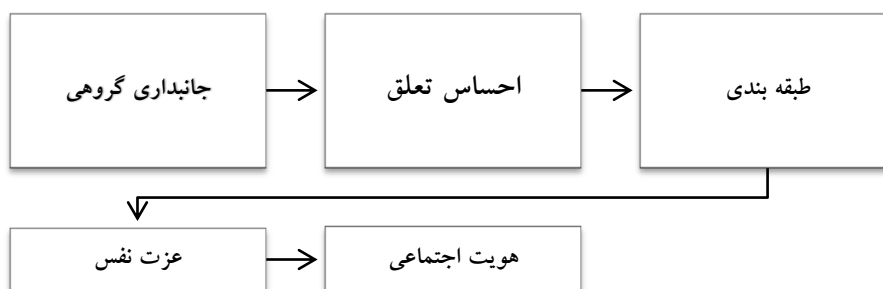 جانبداری گروهی
احساس تعلق
طبقه بندی
عزت نفس
هویت اجتماعی